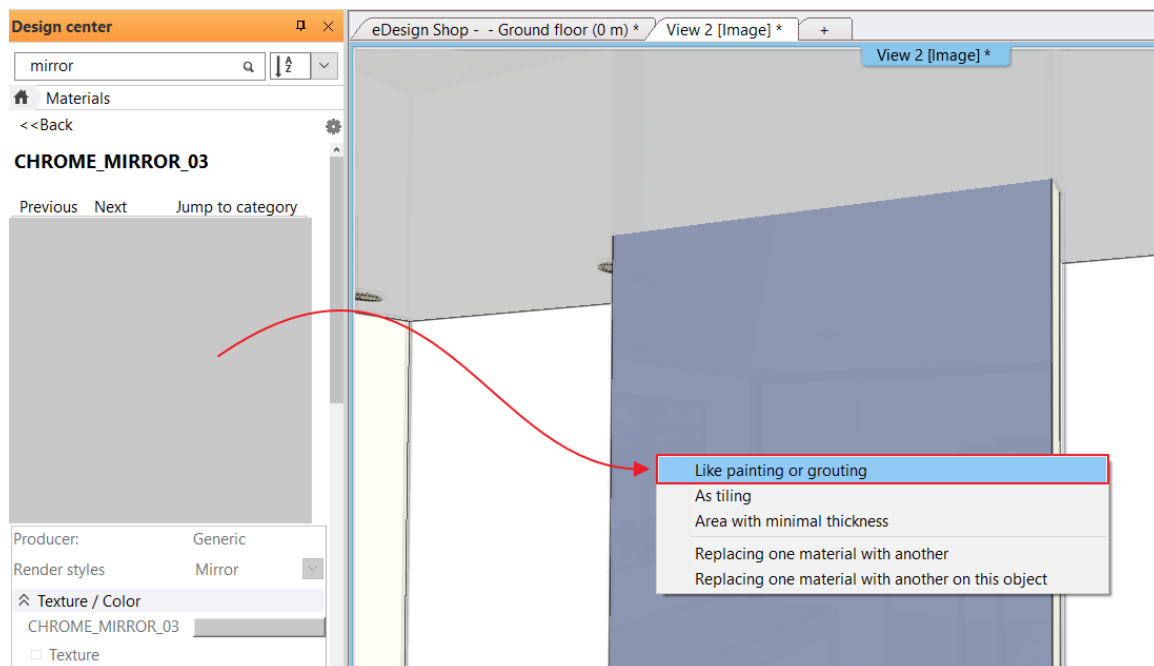 Design center
mirror
Materials
<<Back
CHROME_MIRROR_03
Previous Next Jump to category
Producer: Generic
Render styles Mirror
Texture / Color
CHROME_MIRROR_03
Texture
eDesign Shop - - Ground floor (0 m) * View 2 [Image] * +
View 2 [Image] *
Like painting or grouting
As tiling
Area with minimal thickness
Replacing one material with another
Replacing one material with another on this object